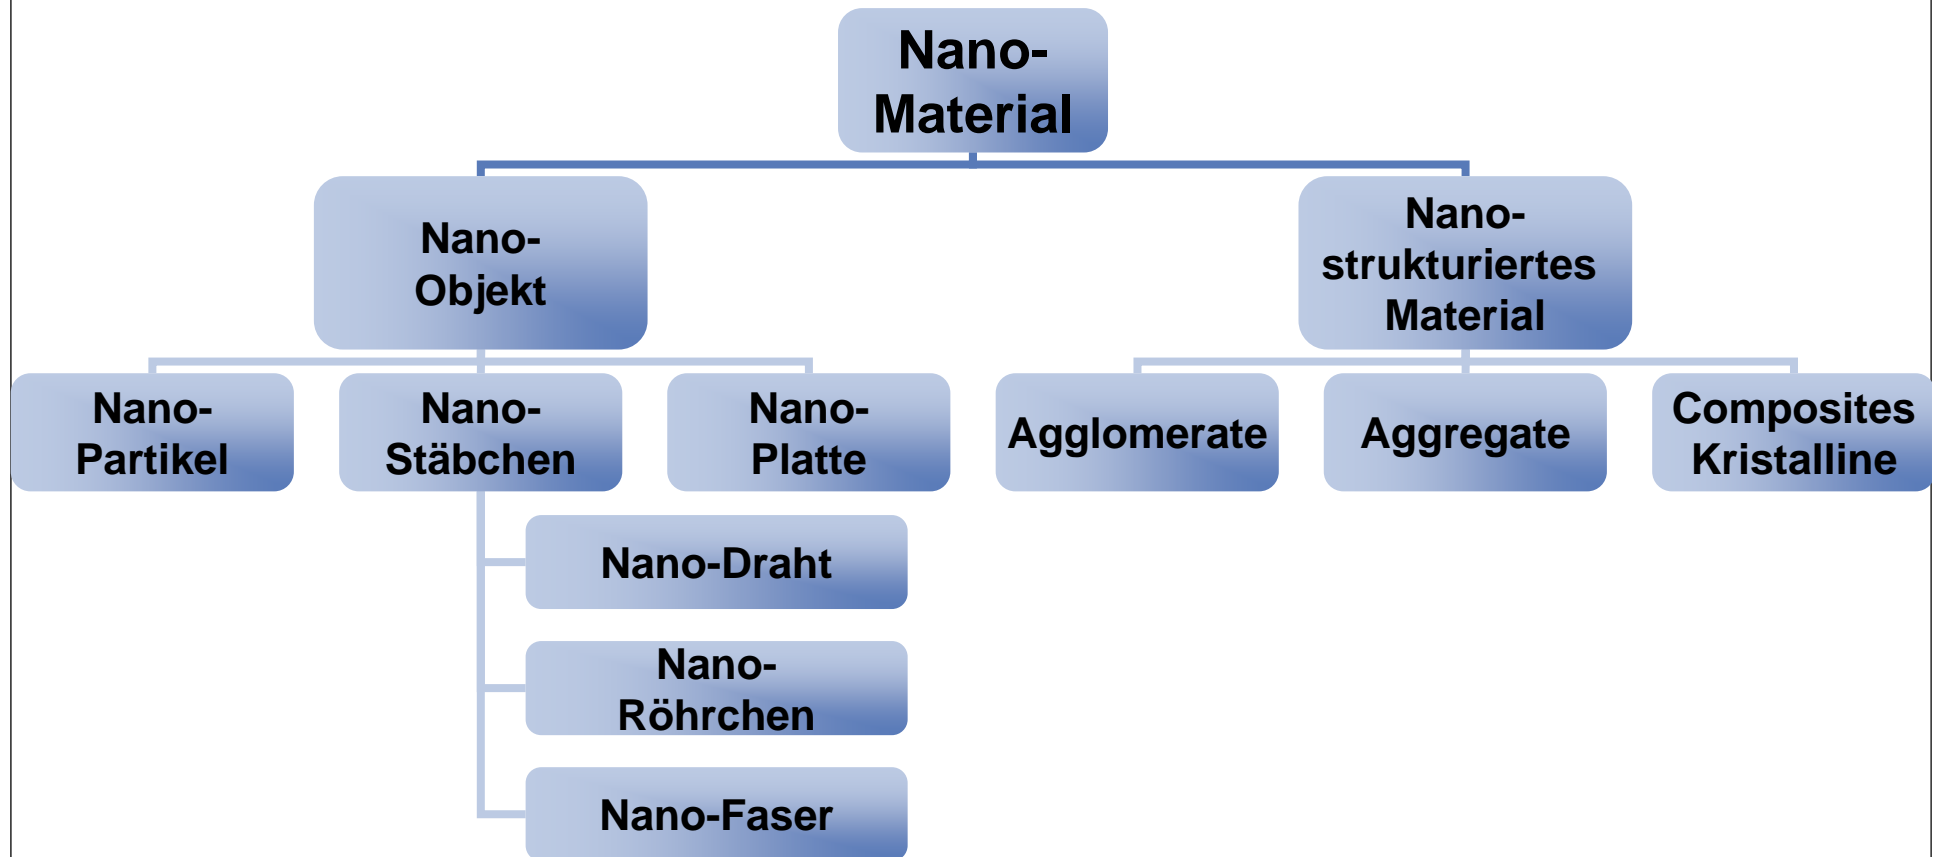 Nano-
Material
Nano-
Objekt
Nano-
strukturiertes
Material
Nano-
Partikel
Nano-
Stäbchen
Nano-
Platte
Agglomerate
Aggregate
Composites
Kristalline
Nano-Draht
Nano-
Röhrchen
Nano-Faser